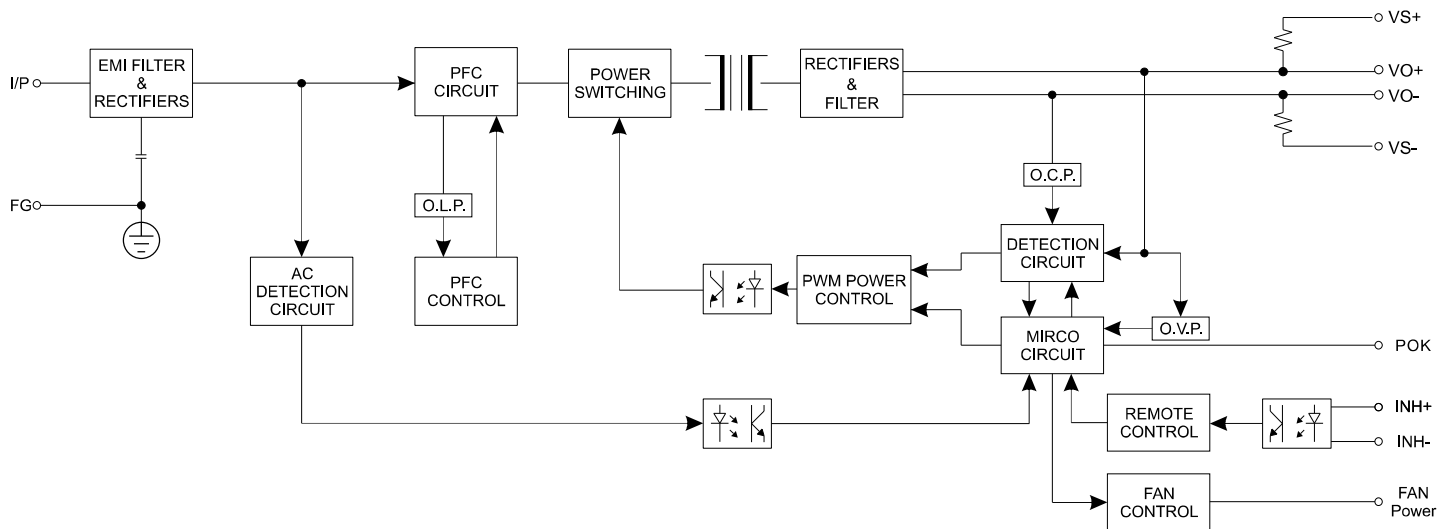 VS+
I/P
EMI FILTER
&
RECTIFIERS
PFC
CIRCUIT
POWER
SWITCHING
RECTIFIERS
&
FILTER
VO+
VO-
VS-
FG
O.L.P.
O.C.P.
AC
DETECTION
CIRCUIT
PFC
CONTROL
PWM POWER
CONTROL
DETECTION
CIRCUIT
O.V.P.
MIRCO
CIRCUIT
POK
REMOTE
CONTROL
INH+
INH-
FAN
CONTROL
FAN
Power